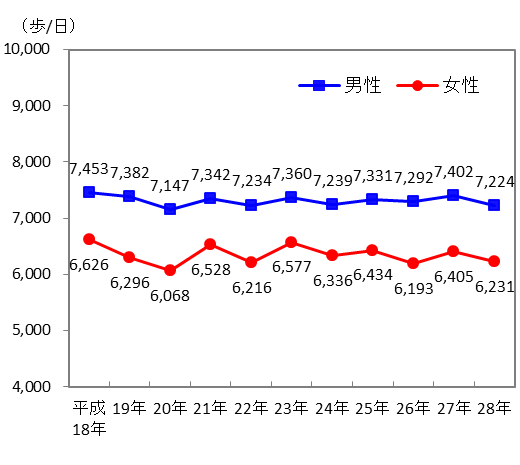 （歩/日）
10,000
9,000
8,000
7,000
6,000
5,000
4,000
男性 女性
7,453 7,382 7,147 7,342 7,234 7,360 7,239 7,331 7,292 7,402 7,224
6,626 6,296 6,068 6,528 6,216 6,577 6,336 6,434 6,193 6,405 6,231
平成 19年 20年 21年 22年 23年 24年 25年 26年 27年 28年
18年